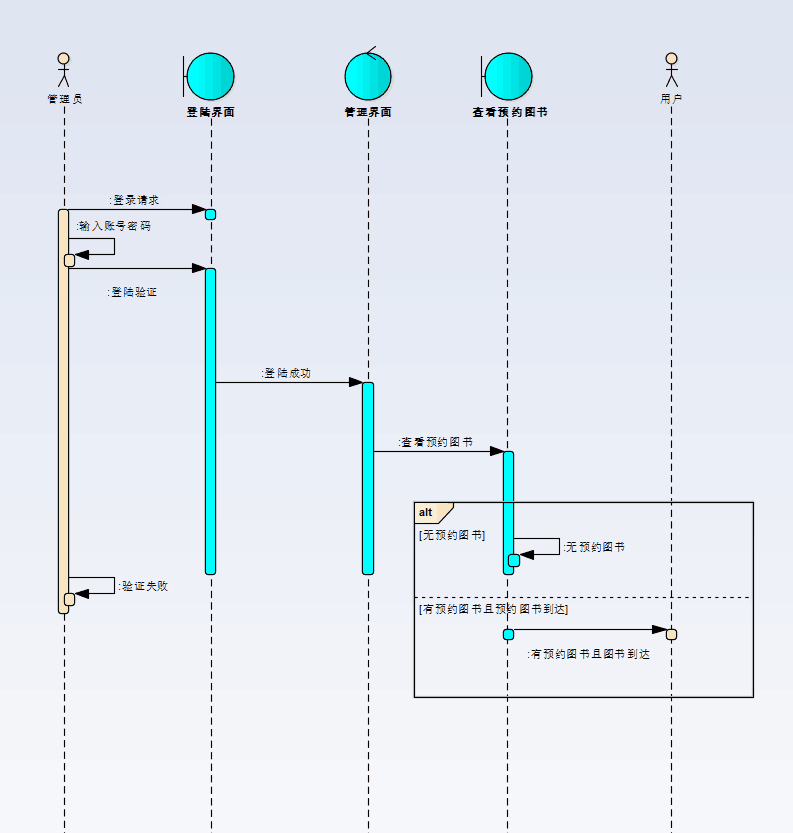 管理员
登陆界面
管理界面
查看预约图书
用户
:登录请求
:输入账号密码
:登陆验证
:登陆成功
:查看预约图书
alt
[无预约图书]
:无预约图书
:验证失败
[有预约图书且预约图书到达]
:有预约图书且图书到达